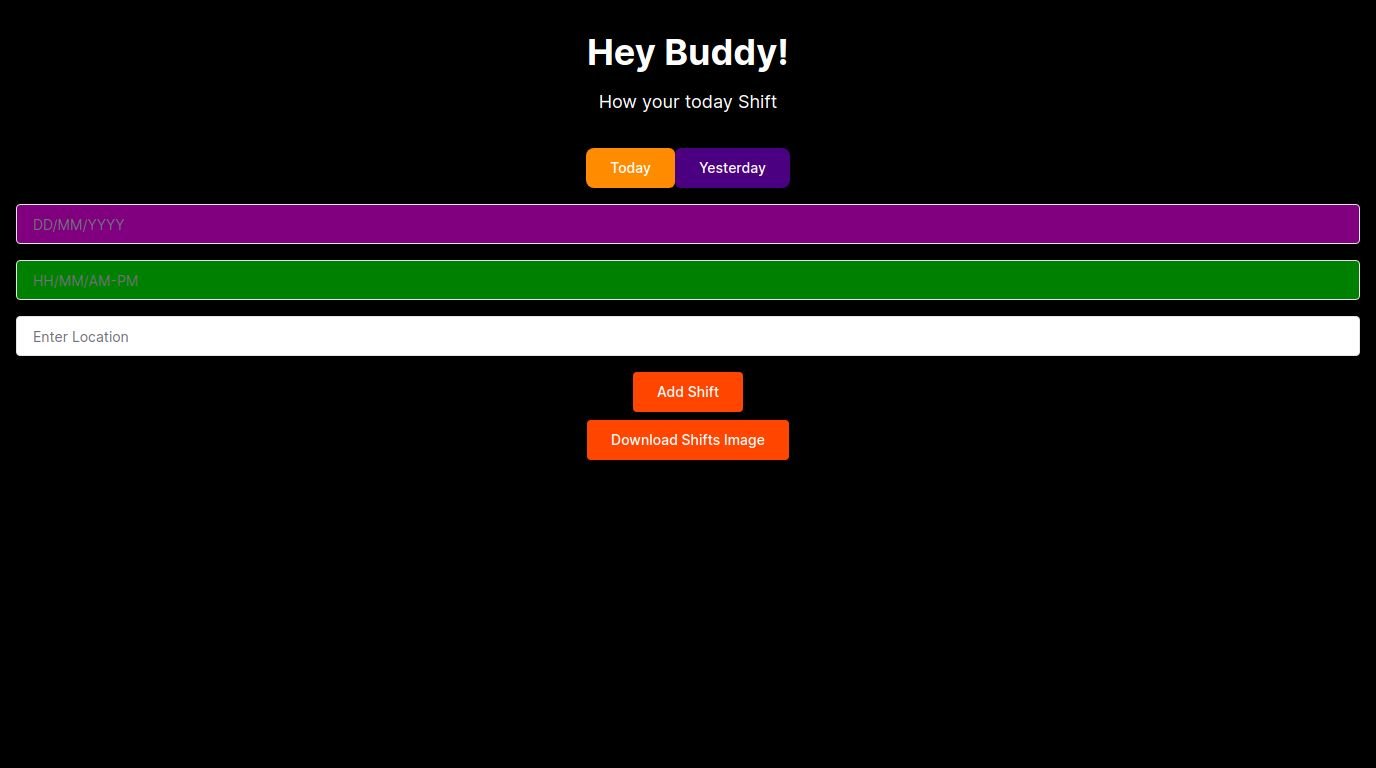 Hey Buddy!
How your today Shift
Today Yesterday
DD/MM/YYYY
HH/MM/AM-PM
Enter Location
Add Shift
Download Shifts Image